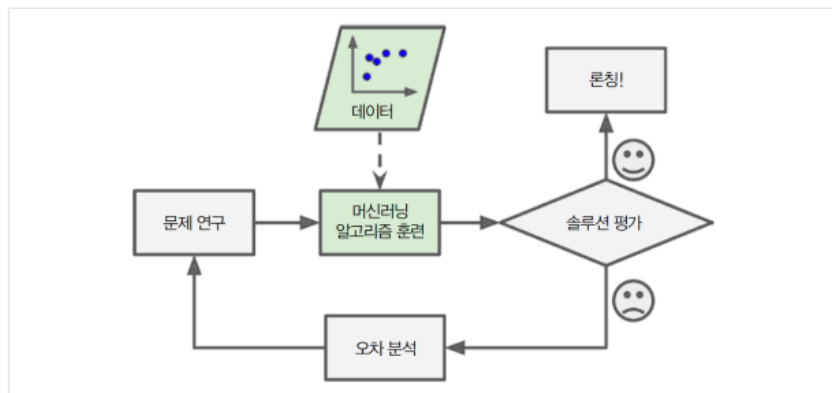 데이터
론칭!
문제 연구
머신러닝
알고리즘 훈련
솔루션 평가
오차 분석